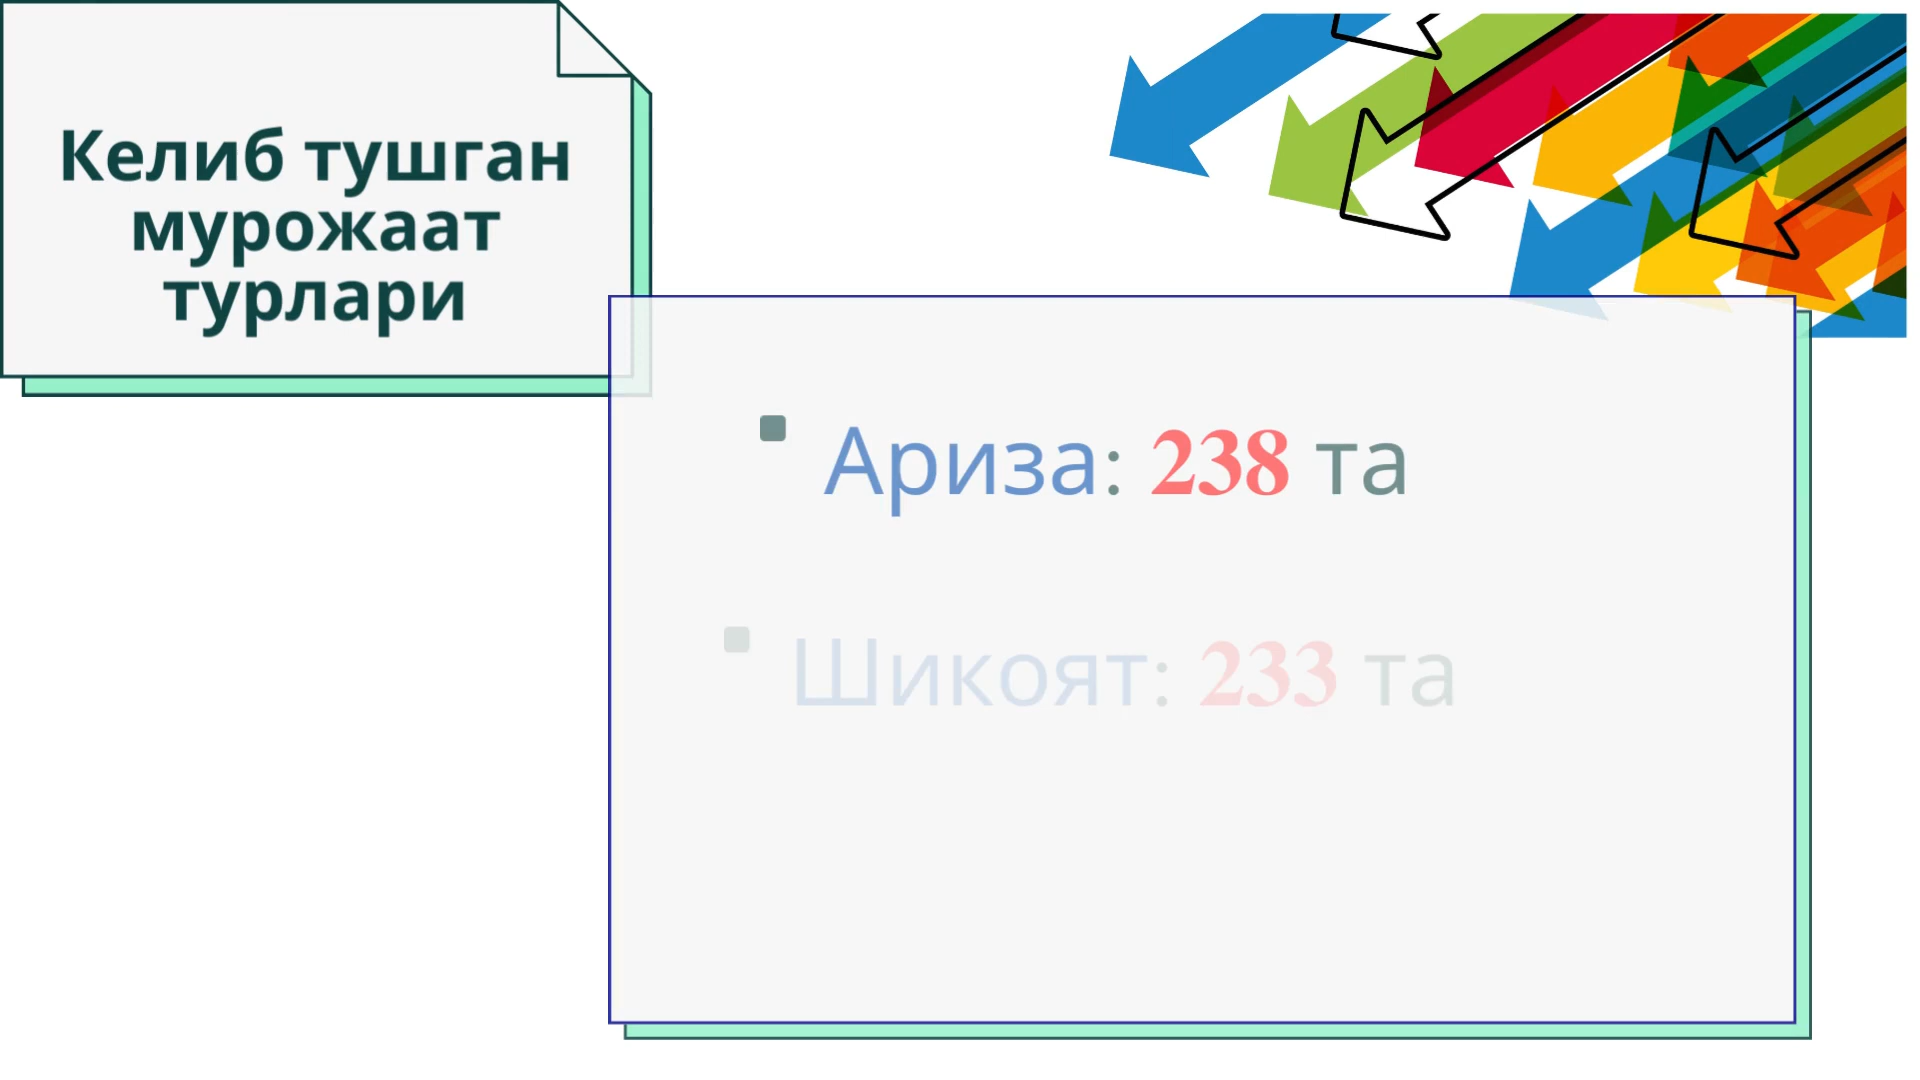 Келиб тушган
мурожаат
турлари
Ариза: 238 та
Шикоят: 233 та